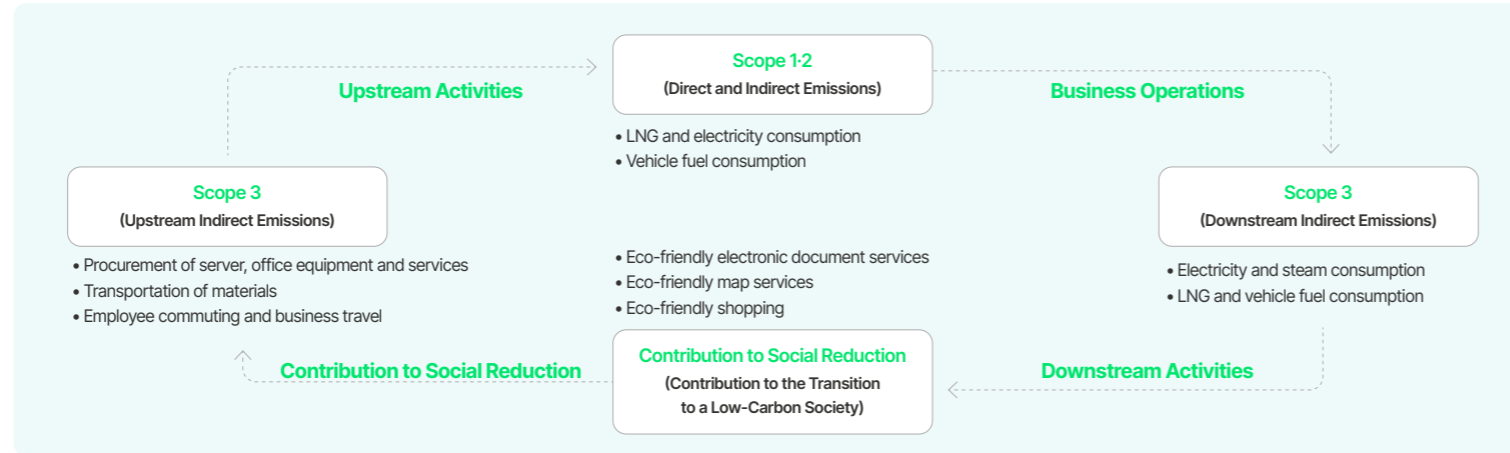 Scope 1·2
(Direct and Indirect Emissions)
Upstream Activities
Business Operations
• LNG and electricity consumption
• Vehicle fuel consumption
Scope 3
(Upstream Indirect Emissions)
Scope 3
(Downstream Indirect Emissions)
• Procurement of server, office equipment and services
• Transportation of materials
• Employee commuting and business travel
• Eco-friendly electronic document services
• Eco-friendly map services
• Eco-friendly shopping
• Electricity and steam consumption
• LNG and vehicle fuel consumption
Contribution to Social Reduction
Contribution to Social Reduction
(Contribution to the Transition
to a Low-Carbon Society)
Downstream Activities